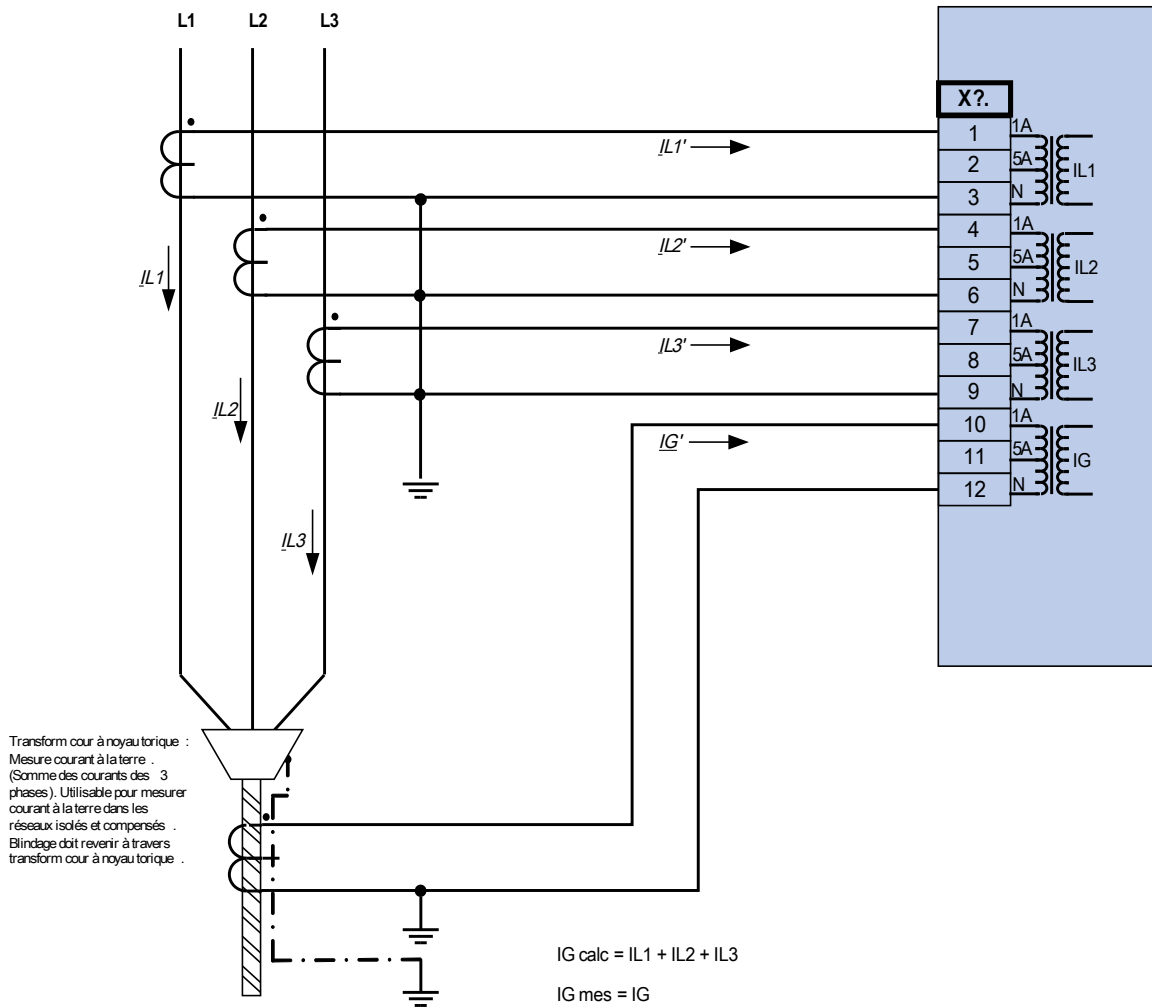 L1 L2 L3
X?.
1 1A
IL1'
2 5A IL1
3 N
4 1A
IL2'
5 5A IL2
IL1
6 N
7 1A
IL3'
8 5A IL3
9 N
IL2
10 1A
IG'
11 5A IG
12 N
IL3
Transform cour à noyau torique :
Mesure courant à la terre .
(Somme des courants des 3
phases). Utilisable pour mesurer
courant à la terre dans les
réseaux isolés et compensés .
Blindage doit revenir à travers
transform cour à noyau torique .
IG calc = IL1 + IL2 + IL3
IG mes = IG